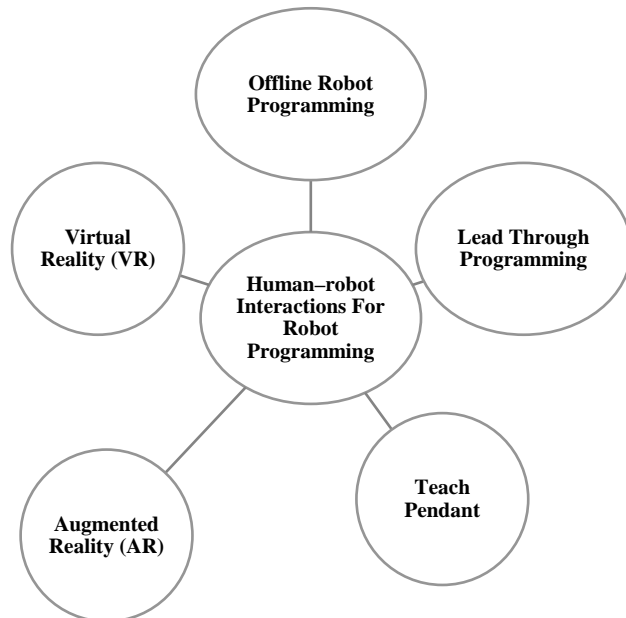 Offline Robot
Programming
Virtual
Reality (VR)
Lead Through
Programming
Human–robot
Interactions For
Robot
Programming
Augmented
Reality (AR)
Teach
Pendant